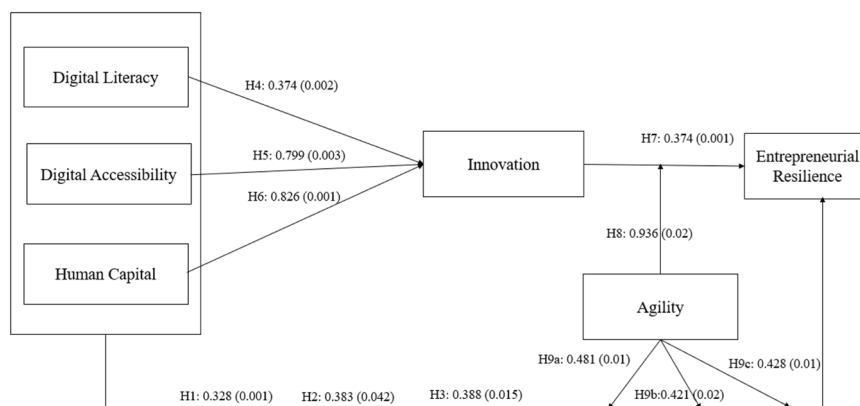 Digital Literacy
H4: 0.374 (0.002)
H7: 0.374 (0.001)
H5: 0.799 (0.003)
Innovation
Entrepreneurial
Resilience
Digital Accessibility
H6: 0.826 (0.001)
H8: 0.936 (0.02)
Human Capital
Agility
H9a: 0.481 (0.01)
H9c: 0.428 (0.01)
H1: 0.328 (0.001)
H2: 0.383 (0.042)
H3: 0.388 (0.015)
H9b:0.421 (0.02)